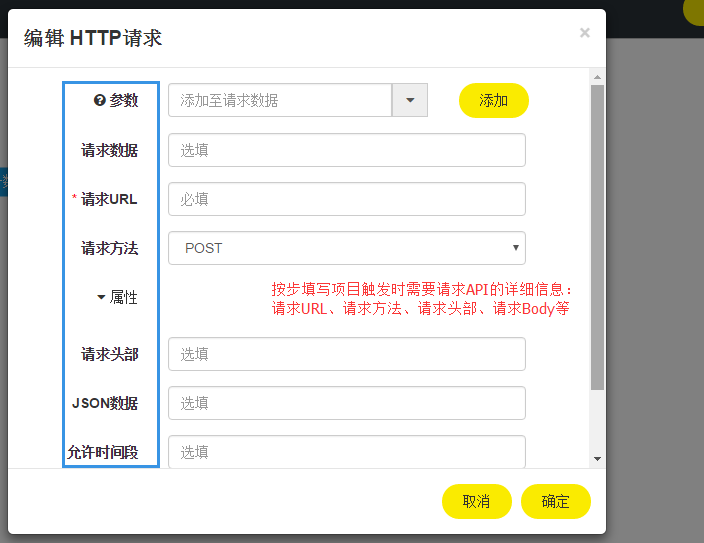 编辑 HTTP请求
×
参数
添加至请求数据
添加
请求数据
选填
* 请求URL
必填
请求方法
POST
属性
按步填写项目触发时需要请求API的详细信息：
请求URL、请求方法、请求头部、请求Body等
请求头部
选填
JSON数据
选填
允许时间段
选填
取消
确定